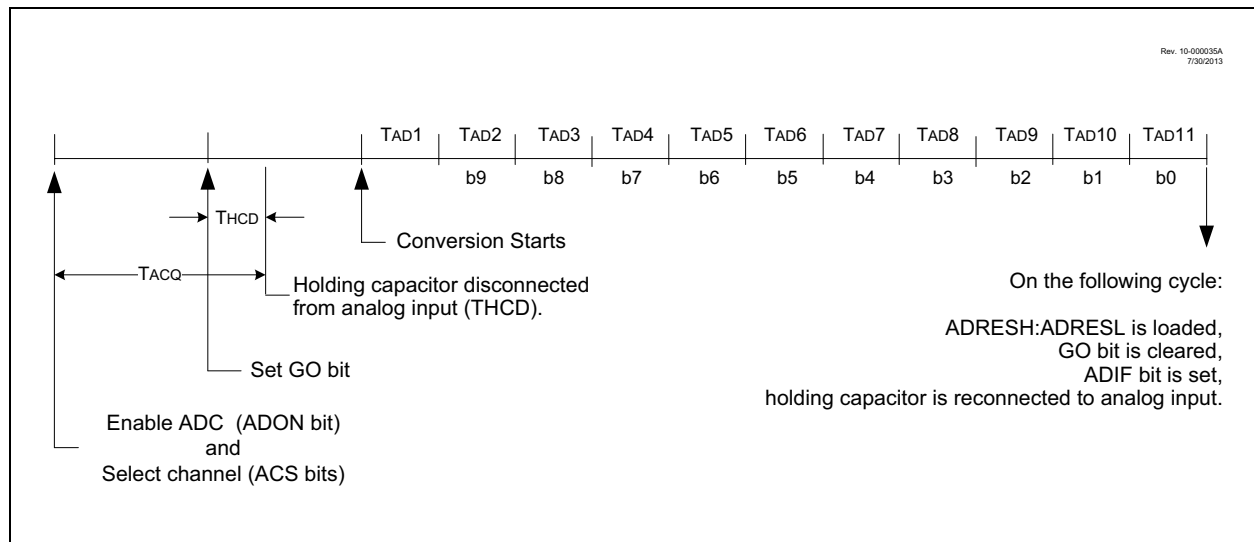 Rev. 10-000035A
7/30/2013
TAD1 TAD2 TAD3 TAD4 TAD5 TAD6 TAD7 TAD8 TAD9 TAD10 TAD11
b9 b8 b7 b6 b5 b4 b3 b2 b1 b0
THCD
Conversion Starts
TACQ
Holding capacitor disconnected
from analog input (THCD).
Set GO bit
Enable ADC (ADON bit)
and
Select channel (ACS bits)
On the following cycle:
ADRESH:ADRESL is loaded,
GO bit is cleared,
ADIF bit is set,
holding capacitor is reconnected to analog input.